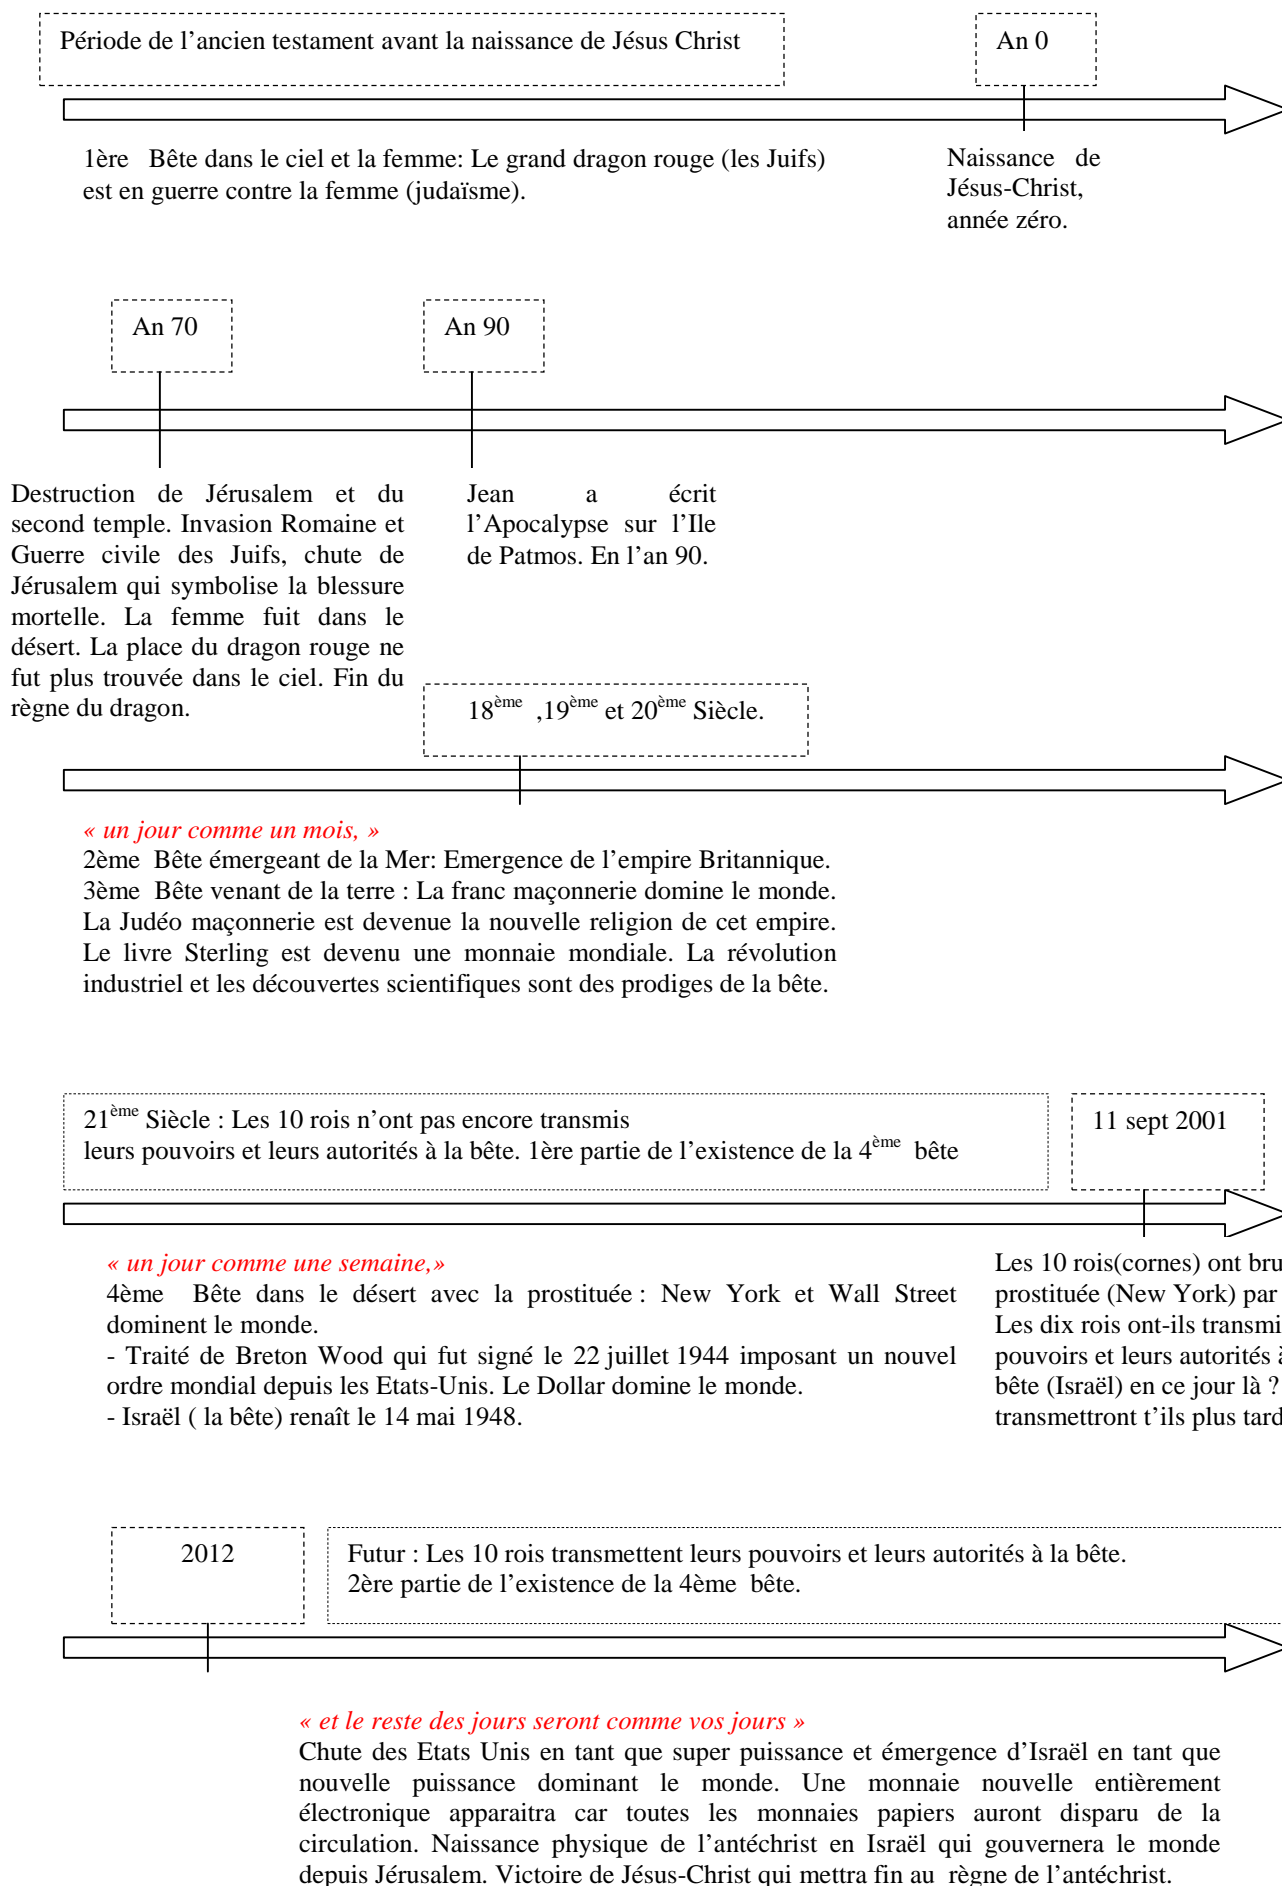 Période de l’ancien testament avant la naissance de Jésus Christ
An 0
1ère Bête dans le ciel et la femme: Le grand dragon rouge (les Juifs)
est en guerre contre la femme (judaïsme).
Naissance de
Jésus-Christ,
année zéro.
An 70
An 90
Destruction de Jérusalem et du
second temple. Invasion Romaine et
Guerre civile des Juifs, chute de
Jérusalem qui symbolise la blessure
mortelle. La femme fuit dans le
désert. La place du dragon rouge ne
fut plus trouvée dans le ciel. Fin du
règne du dragon.
Jean a écrit
l’Apocalypse sur l’Ile
de Patmos. En l’an 90.
18ème ,19ème et 20ème Siècle.
« un jour comme un mois, »
2ème Bête émergeant de la Mer: Emergence de l’empire Britannique.
3ème Bête venant de la terre : La franc maçonnerie domine le monde.
La Judéo maçonnerie est devenue la nouvelle religion de cet empire.
Le livre Sterling est devenu une monnaie mondiale. La révolution
industriel et les découvertes scientifiques sont des prodiges de la bête.
21ème Siècle : Les 10 rois n’ont pas encore transmis
leurs pouvoirs et leurs autorités à la bête. 1ère partie de l’existence de la 4ème bête
11 sept 2001
« un jour comme une semaine,»
4ème Bête dans le désert avec la prostituée : New York et Wall Street
dominent le monde.
- Traité de Breton Wood qui fut signé le 22 juillet 1944 imposant un nouvel
ordre mondial depuis les Etats-Unis. Le Dollar domine le monde.
- Israël ( la bête) renaît le 14 mai 1948.
Les 10 rois(cornes) ont bru
prostituée (New York) par
Les dix rois ont-ils transmi
pouvoirs et leurs autorités à
bête (Israël) en ce jour là ?
transmettront t’ils plus tard
2012
Futur : Les 10 rois transmettent leurs pouvoirs et leurs autorités à la bête.
2ère partie de l’existence de la 4ème bête.
« et le reste des jours seront comme vos jours »
Chute des Etats Unis en tant que super puissance et émergence d’Israël en tant que
nouvelle puissance dominant le monde. Une monnaie nouvelle entièrement
électronique apparaitra car toutes les monnaies papiers auront disparu de la
circulation. Naissance physique de l’antéchrist en Israël qui gouvernera le monde
depuis Jérusalem. Victoire de Jésus-Christ qui mettra fin au règne de l’antéchrist.